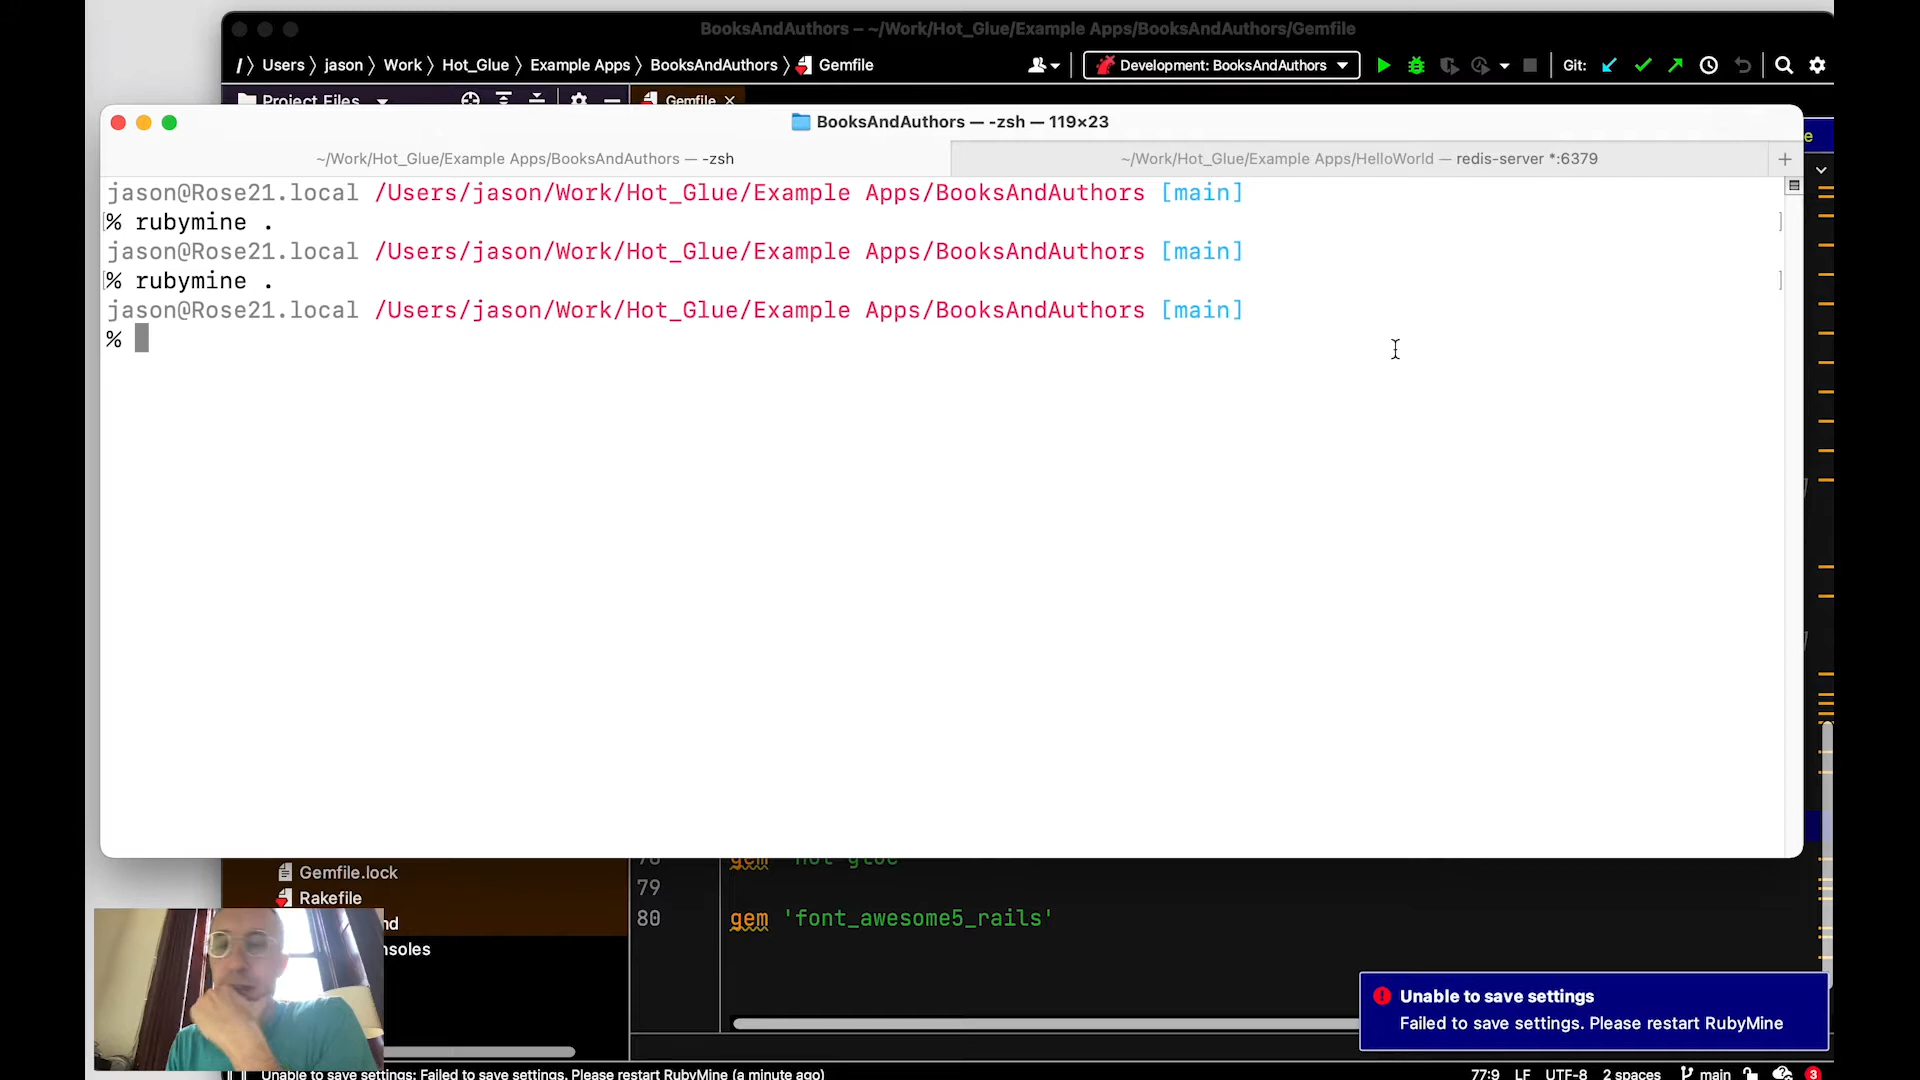 BooksAndAuthors – ~/Work/Hot_Glue/Example Apps/BooksAndAuthors/Gemfile
/ 〉 Users 〉 jason 〉 Work 〉 Hot_Glue 〉 Example Apps 〉 BooksAndAuthors 〉 Gemfile
Development: BooksAndAuthors
Git:
Project Files
Gemfile ×
BooksAndAuthors — -zsh — 119×23
~/Work/Hot_Glue/Example Apps/BooksAndAuthors — -zsh
~/Work/Hot_Glue/Example Apps/HelloWorld — redis-server *:6379
jason@Rose21.local /Users/jason/Work/Hot_Glue/Example Apps/BooksAndAuthors [main]
% rubymine .
jason@Rose21.local /Users/jason/Work/Hot_Glue/Example Apps/BooksAndAuthors [main]
% rubymine .
jason@Rose21.local /Users/jason/Work/Hot_Glue/Example Apps/BooksAndAuthors [main]
%
Gemfile.lock
Rakefile
79
80 gem 'font_awesome5_rails'
Unable to save settings
Failed to save settings. Please restart RubyMine
Unable to save settings: Failed to save settings. Please restart RubyMine (a minute ago)
77:9 LF UTF-8 2 spaces main 3